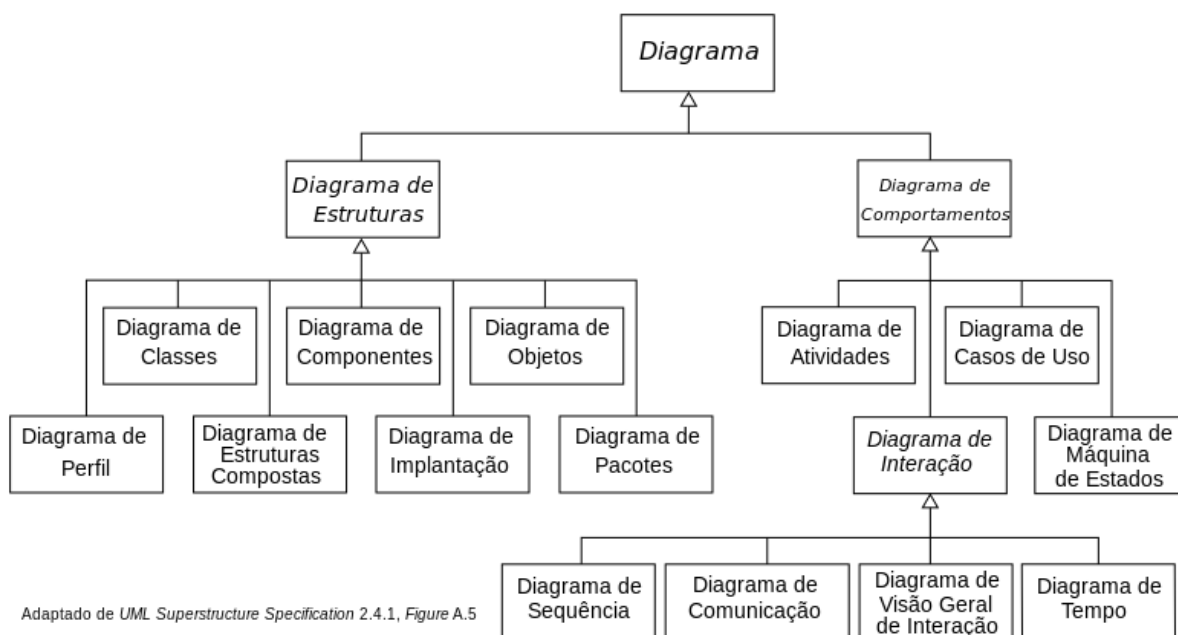 Diagrama
Diagrama de
Estruturas
Diagrama de
Comportamentos
Diagrama de
Classes
Diagrama de
Componentes
Diagrama de
Objetos
Diagrama de
Atividades
Diagrama de
Casos de Uso
Diagrama de
Perfil
Diagrama de
Estruturas
Compostas
Diagrama de
Implantação
Diagrama de
Pacotes
Diagrama de
Interação
Diagrama de
Máquina
de Estados
Diagrama de
Sequência
Diagrama de
Comunicação
Diagrama de
Visão Geral
de Interação
Diagrama de
Tempo
Adaptado de UML Superstructure Specification 2.4.1, Figure A.5